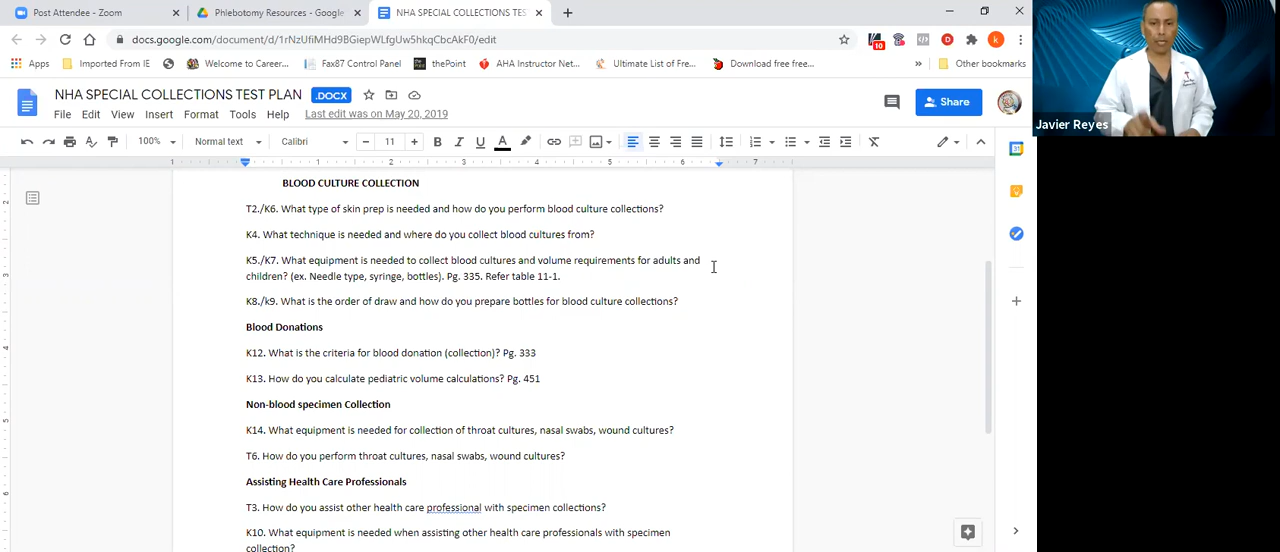 Post Attendee - Zoom
Phlebotomy Resources - Google
NHA SPECIAL COLLECTIONS TES
docs.google.com/document/d/1rNzUfiMHd9BGiepWLfgUw5hkqCbcAkF0/edit
10
k
Apps
Imported From IE
Welcome to Career...
Fax87 Control Panel
thePoint
AHA Instructor Net...
Ultimate List of Fre...
Download free free...
»
Other bookmarks
NHA SPECIAL COLLECTIONS TEST PLAN
.DOCX
File Edit View Insert Format Tools Help
Last edit was on May 20, 2019
Share
Javier Reyes
100%
Normal text
Calibri
11
B I U A
1 1 2 3 4 5 6 7
BLOOD CULTURE COLLECTION
T2./K6. What type of skin prep is needed and how do you perform blood culture collections?
K4. What technique is needed and where do you collect blood cultures from?
K5./K7. What equipment is needed to collect blood cultures and volume requirements for adults and
children? (ex. Needle type, syringe, bottles). Pg. 335. Refer table 11-1.
K8./k9. What is the order of draw and how do you prepare bottles for blood culture collections?
Blood Donations
K12. What is the criteria for blood donation (collection)? Pg. 333
K13. How do you calculate pediatric volume calculations? Pg. 451
Non-blood specimen Collection
K14. What equipment is needed for collection of throat cultures, nasal swabs, wound cultures?
T6. How do you perform throat cultures, nasal swabs, wound cultures?
Assisting Health Care Professionals
T3. How do you assist other health care professional with specimen collections?
K10. What equipment is needed when assisting other health care professionals with specimen
collection?